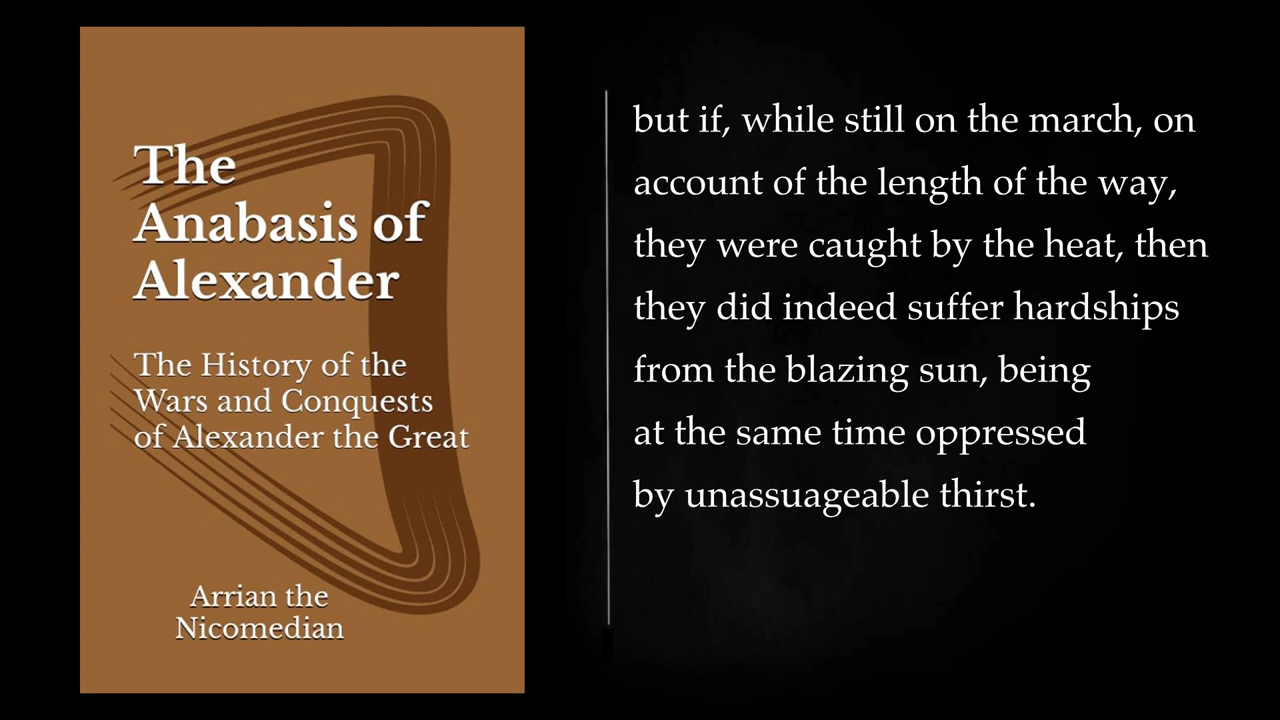 The
Anabasis of
Alexander
The History of the
Wars and Conquests
of Alexander the Great
Arrian the
Nicomedian
but if, while still on the march, on
account of the length of the way,
they were caught by the heat, then
they did indeed suffer hardships
from the blazing sun, being
at the same time oppressed
by unassuageable thirst.